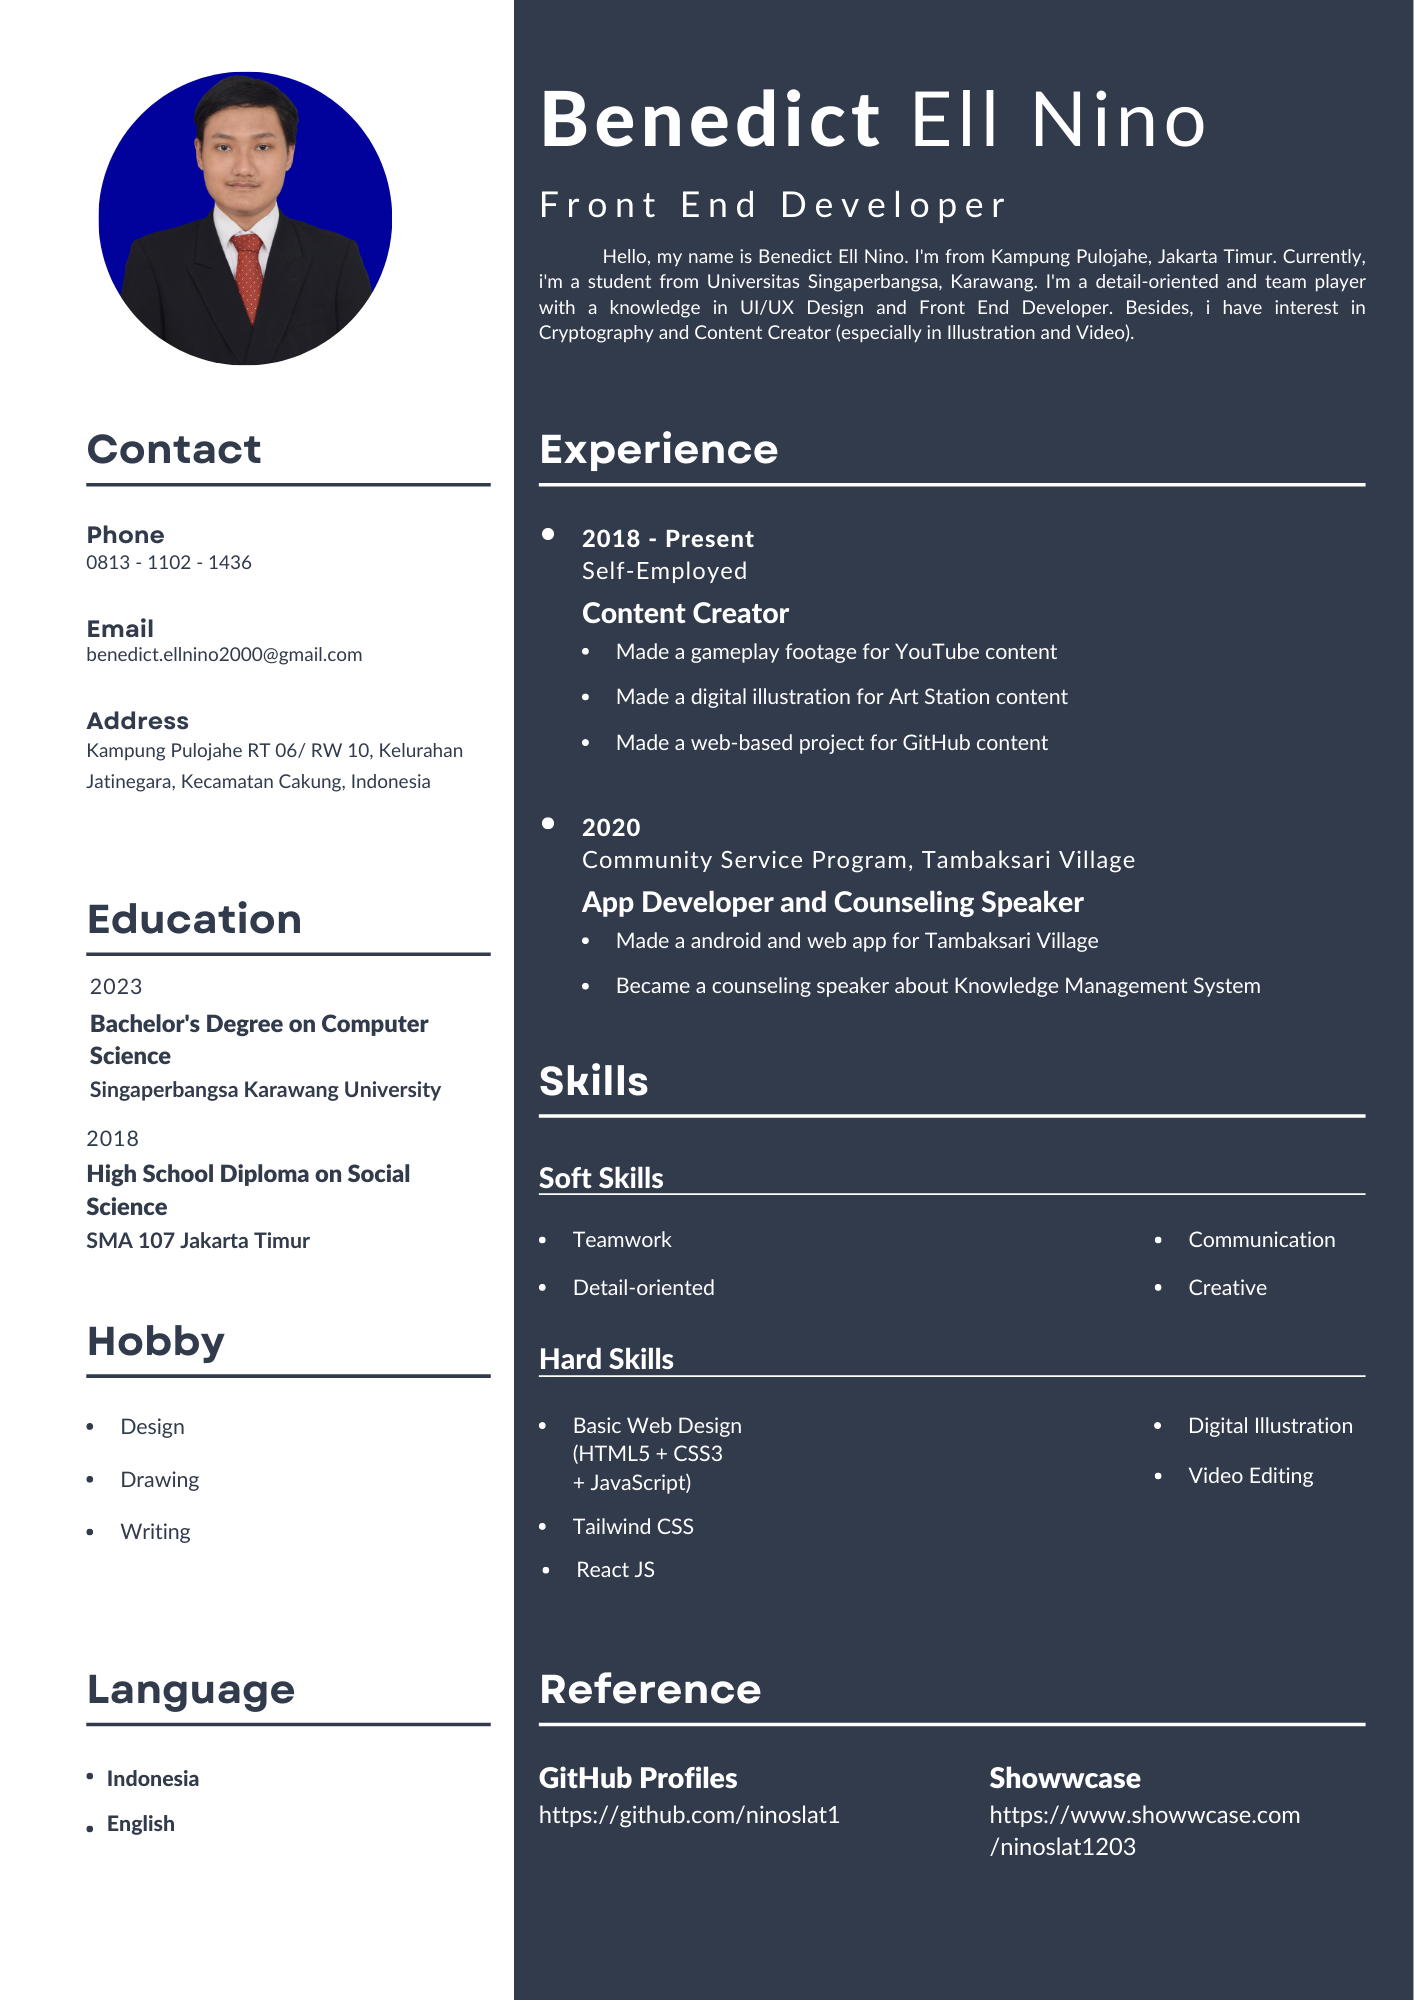 Benedict Ell Nino
Front End Developer
Hello, my name is Benedict Ell Nino. I'm from Kampung Pulojahe, Jakarta Timur. Currently,
i'm a student from Universitas Singaperbangsa, Karawang. I'm a detail-oriented and team player
with a knowledge in UI/UX Design and Front End Developer. Besides, i have interest in
Cryptography and Content Creator (especially in Illustration and Video).
Contact
Phone
0813 - 1102 - 1436
Email
benedict.ellnino2000@gmail.com
Address
Kampung Pulojahe RT 06/ RW 10, Kelurahan
Jatinegara, Kecamatan Cakung, Indonesia
Education
2023
Bachelor's Degree on Computer
Science
Singaperbangsa Karawang University
2018
High School Diploma on Social
Science
SMA 107 Jakarta Timur
Hobby
• Design
• Drawing
• Writing
Language
• Indonesia
• English
Experience
• 2018 - Present
Self-Employed
Content Creator
• Made a gameplay footage for YouTube content
• Made a digital illustration for Art Station content
• Made a web-based project for GitHub content
• 2020
Community Service Program, Tambaksari Village
App Developer and Counseling Speaker
• Made a android and web app for Tambaksari Village
• Became a counseling speaker about Knowledge Management System
Skills
Soft Skills
• Teamwork
• Detail-oriented
• Communication
• Creative
Hard Skills
• Basic Web Design
(HTML5 + CSS3
+ JavaScript)
• Tailwind CSS
• React JS
• Digital Illustration
• Video Editing
Reference
GitHub Profiles
https://github.com/ninoslat1
Showwcase
https://www.showwcase.com
/ninoslat1203